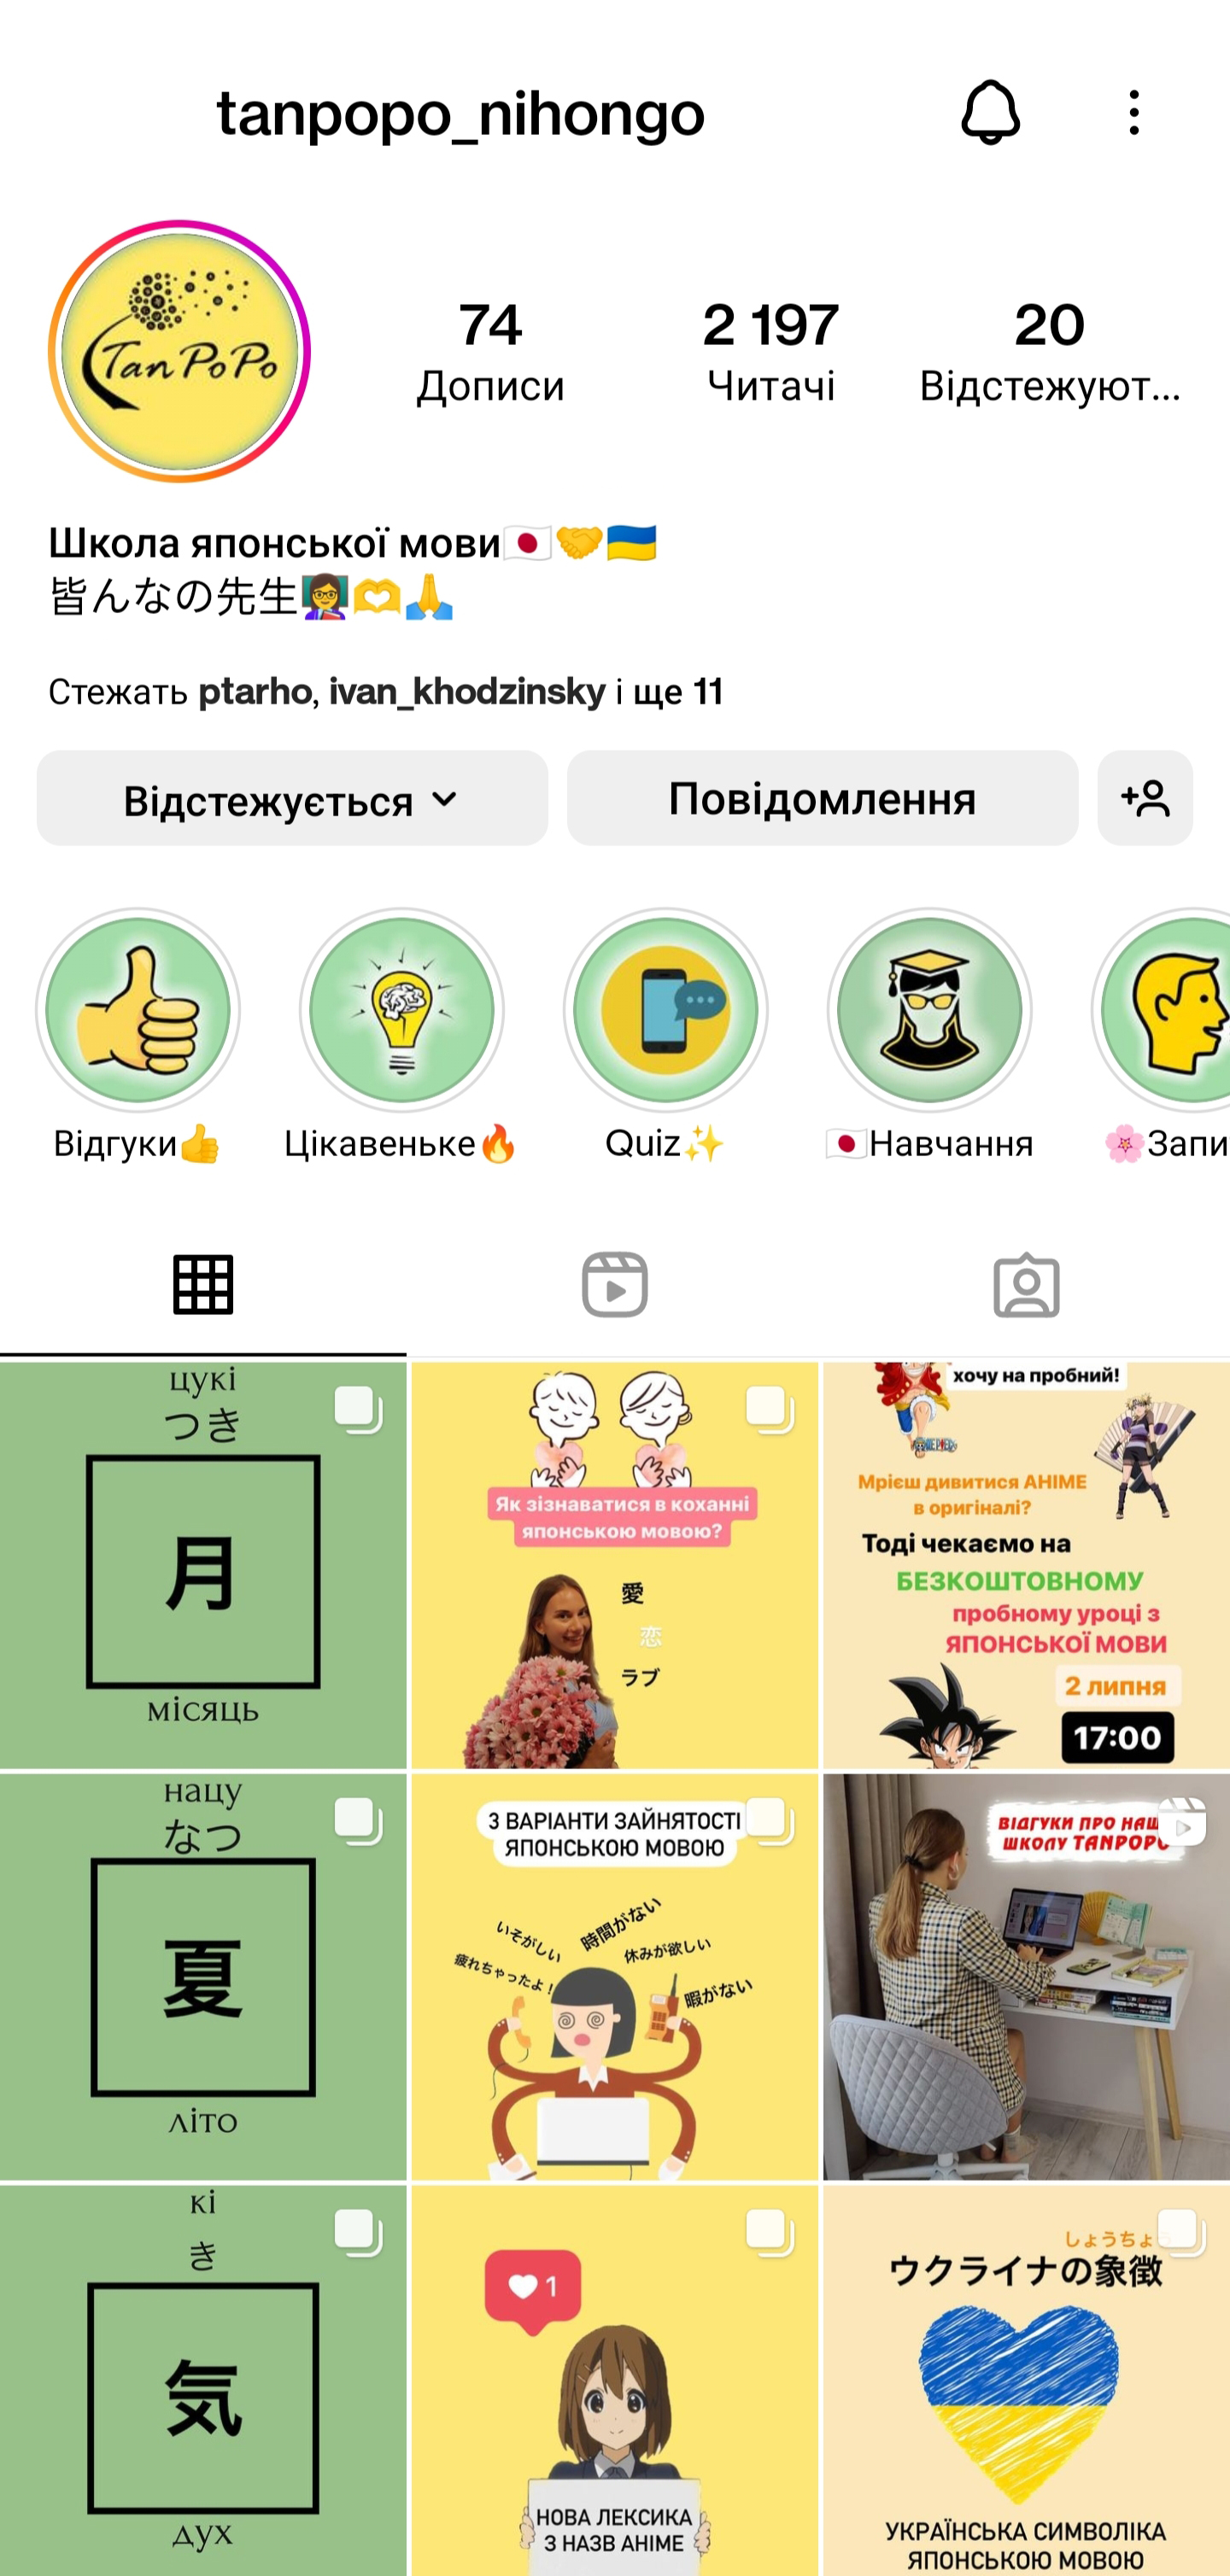 tanpopo_nihongo
TanPoPo
74
Дописи
2 197
Читачі
20
Відстежуют...
Школа японської мови🇯🇵🤝🇺🇦
皆んなの先生👩‍🏫🫶🙏
Стежать ptarho, ivan_khodzinsky і ще 11
Відстежується
Повідомлення
Відгуки👍
Цікавеньке🔥
Quiz✨
🇯🇵Навчання
🌸Запи
цукі
つき
月
місяць
Як зізнаватися в коханні
японською мовою?
愛
恋
ラブ
хочу на пробний!
ONE PIECE
Мрієш дивитися АНІМЕ
в оригіналі?
Тоді чекаємо на
БЕЗКОШТОВНОМУ
пробному уроці з
ЯПОНСЬКОЇ МОВИ
2 липня
17:00
нацу
なつ
夏
літо
3 ВАРІАНТИ ЗАЙНЯТОСТІ
ЯПОНСЬКОЮ МОВОЮ
いそがしい
時間がない
疲れちゃったよ!
休みが欲しい
暇がない
ВІДГУКИ ПРО НАШ
ШКОЛУ TANPOPO
кі
き
気
дух
1
НОВА ЛЕКСИКА
З НАЗВ АНІМЕ
しょうちょう
ウクライナの象徴
УКРАЇНСЬКА СИМВОЛІКА
ЯПОНСЬКОЮ МОВОЮ